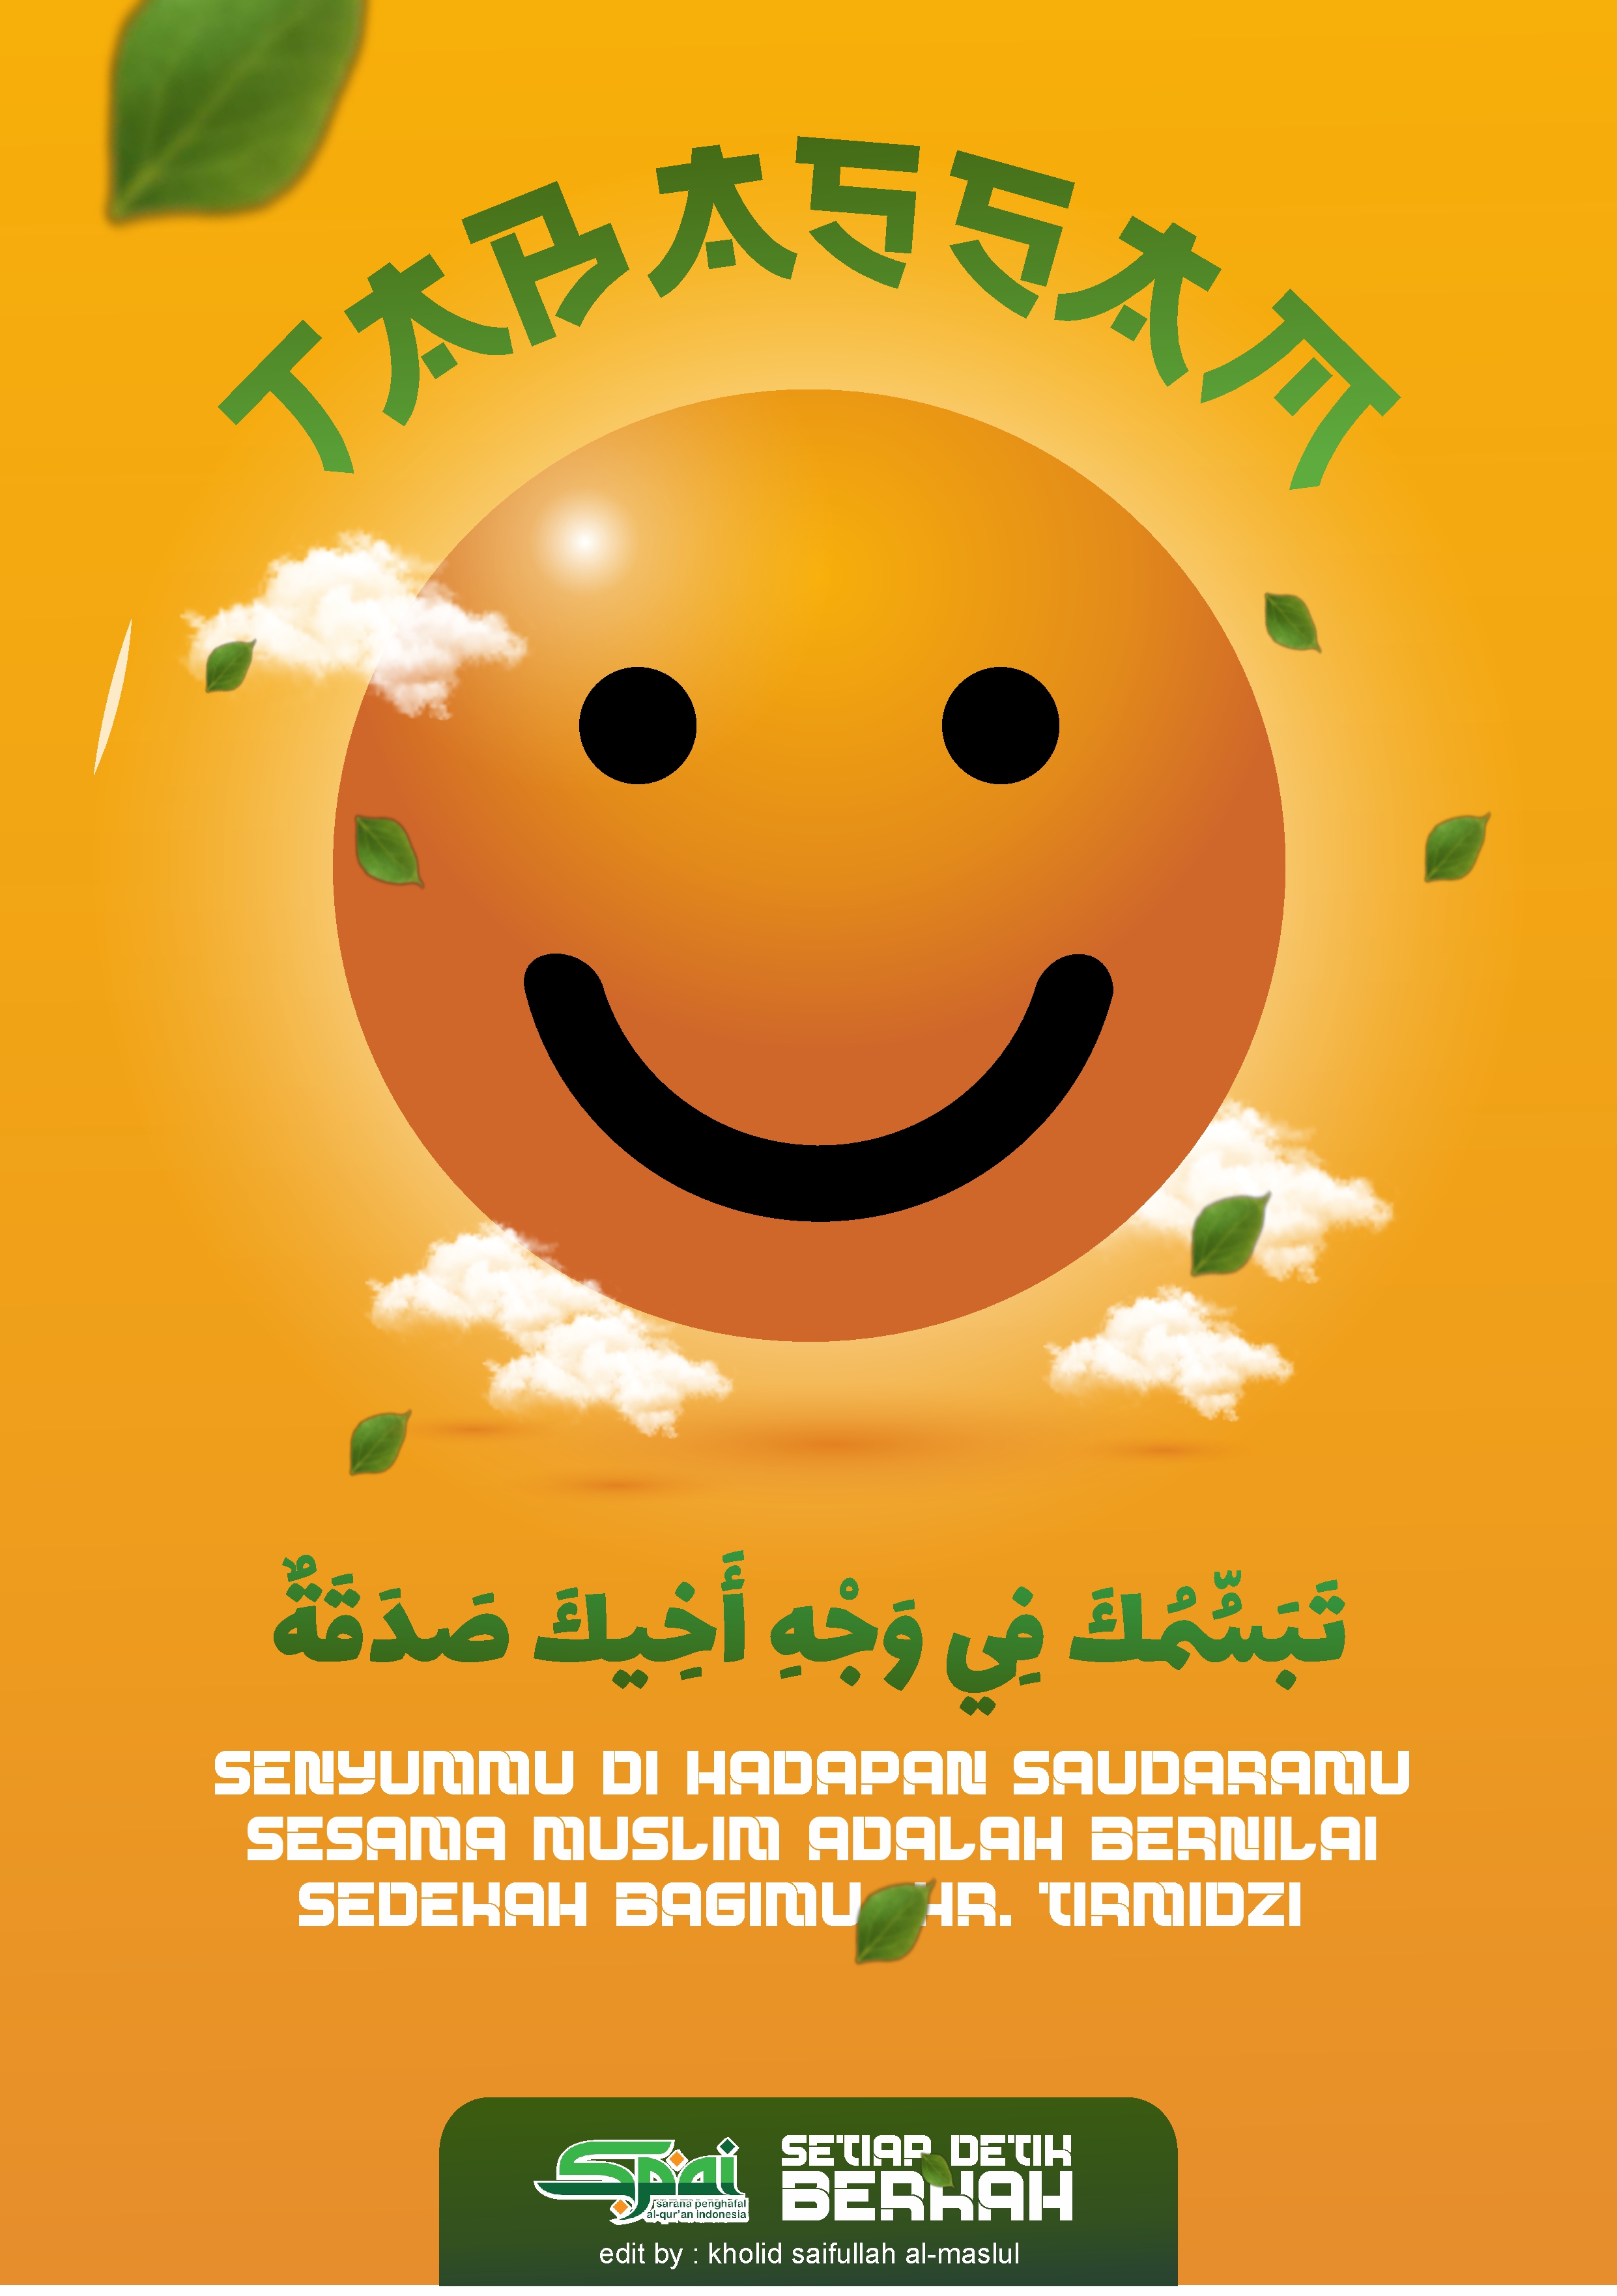 TABASSAM
تَبَسُّمُكَ فِي وَجْهِ أَخِيكَ صَدَقَةٌ
SENYUMMU DI HADAPAN SAUDARAMU
SESAMA MUSLIM ADALAH BERNILAI
SEDEKAH BAGIMU HR. TIRMIDZI
spai
sarana penghafal
al-qur'an indonesia
SETIAP DETIK
BERKAH
edit by : kholid saifullah al-maslul